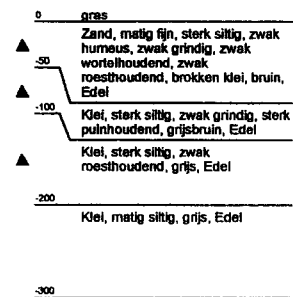 0 gras
Zand, matig fijn, sterk siltig, zwak
humeus, zwak grindig, zwak
wortelhoudend, zwak
-50
roesthoudend, brokken klei, bruin,
Edel
-100
Klei, sterk siltig, zwak grindig, sterk
puinhoudend, grijsbruin, Edel
Klei, sterk siltig, zwak
roesthoudend, grijs, Edel
-200
Klei, matig siltig, grijs, Edel
-300